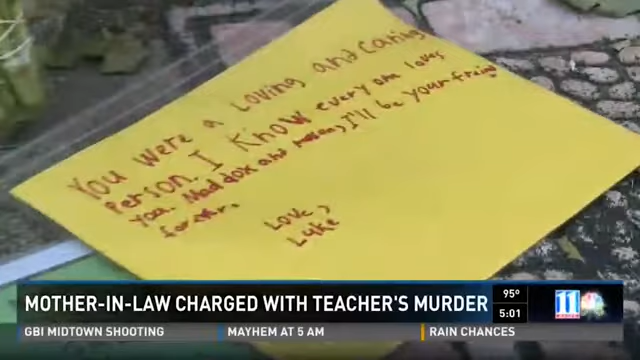 You were a Loving and Caring
Person. I Know every one loves
you Maddox and I'll be your friend
forever.
Love,
Luke
MOTHER-IN-LAW CHARGED WITH TEACHER'S MURDER
95°
5:01
11
GBI MIDTOWN SHOOTING
MAYHEM AT 5 AM
RAIN CHANCES